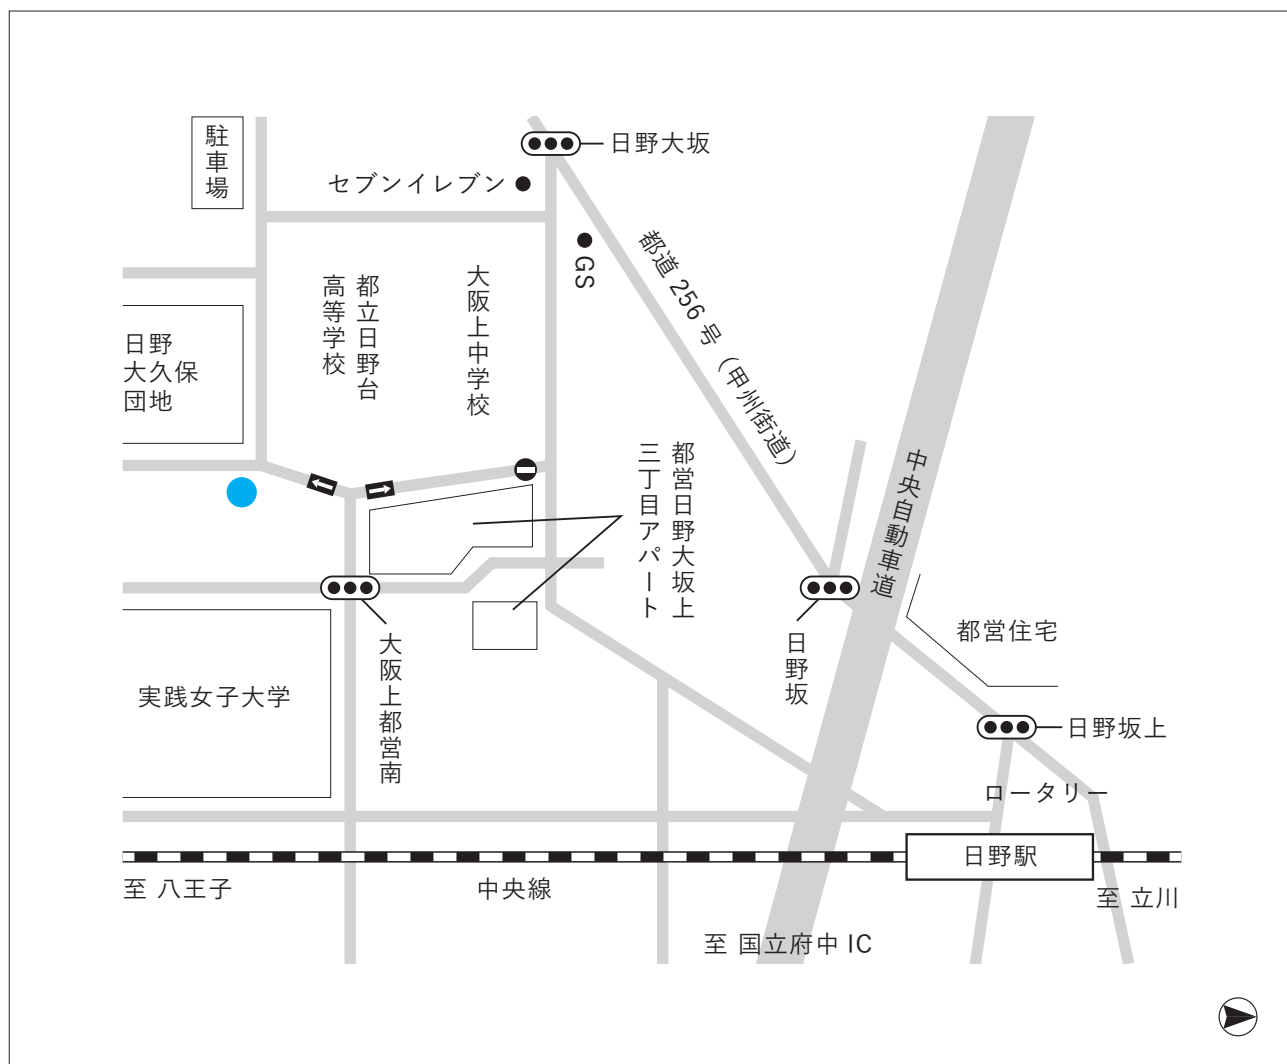 駐車場
日野大坂
セブンイレブン
GS
都道 256 号（甲州街道）
都立日野台
高等学校
大阪上中学校
日野
大久保
団地
都営日野大坂上
三丁目アパート
中央自動車道
都営住宅
日野坂
大阪上都営南
実践女子大学
日野坂上
ロータリー
日野駅
至 八王子
中央線
至 立川
至 国立府中 IC